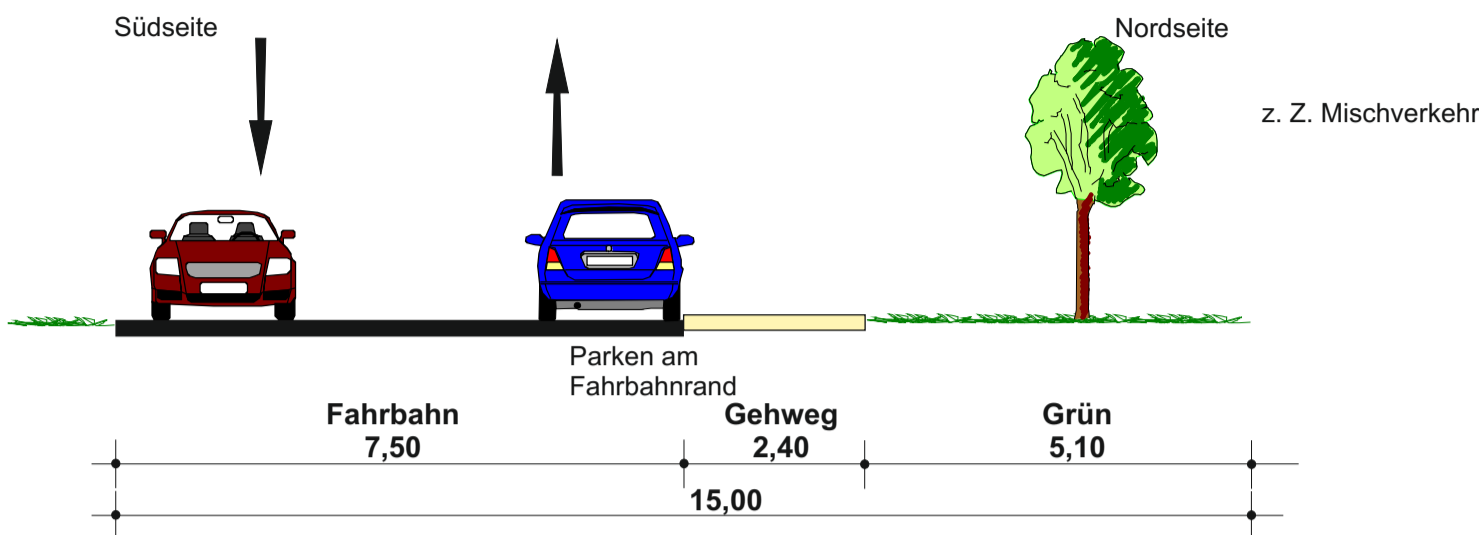 Südseite
Nordseite
z. Z. Mischverkehr
Parken am
Fahrbahnrand
Fahrbahn
7,50
Gehweg
2,40
Grün
5,10
15,00